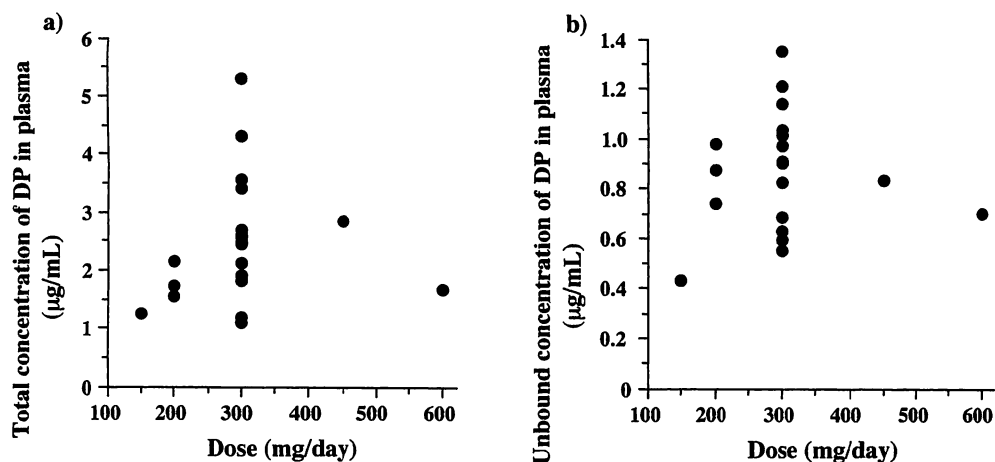 a)
Total concentration of DP in plasma
(μg/mL)
6
5
4
3
2
1
0
100 200 300 400 500 600
Dose (mg/day)
b)
Unbound concentration of DP in plasma
(μg/mL)
1.4
1.2
1.0
0.8
0.6
0.4
0.2
0
100 200 300 400 500 600
Dose (mg/day)